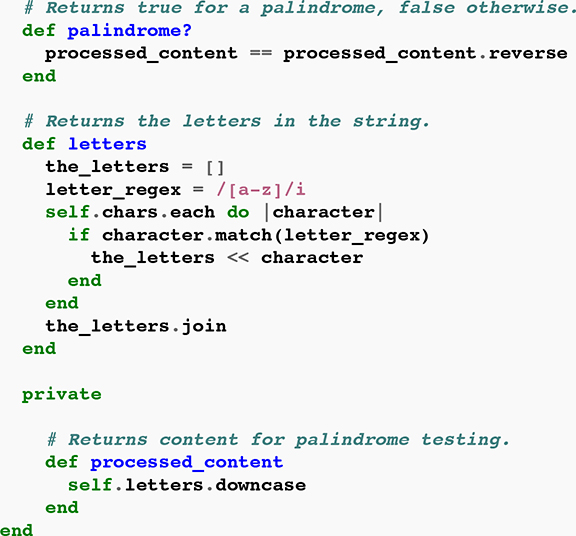 # Returns true for a palindrome, false otherwise.
def palindrome?
processed_content == processed_content.reverse
end
# Returns the letters in the string.
def letters
the_letters = []
letter_regex = /[a-z]/i
self.chars.each do |character|
if character.match(letter_regex)
the_letters << character
end
end
the_letters.join
end
private
# Returns content for palindrome testing.
def processed_content
self.letters.downcase
end
end